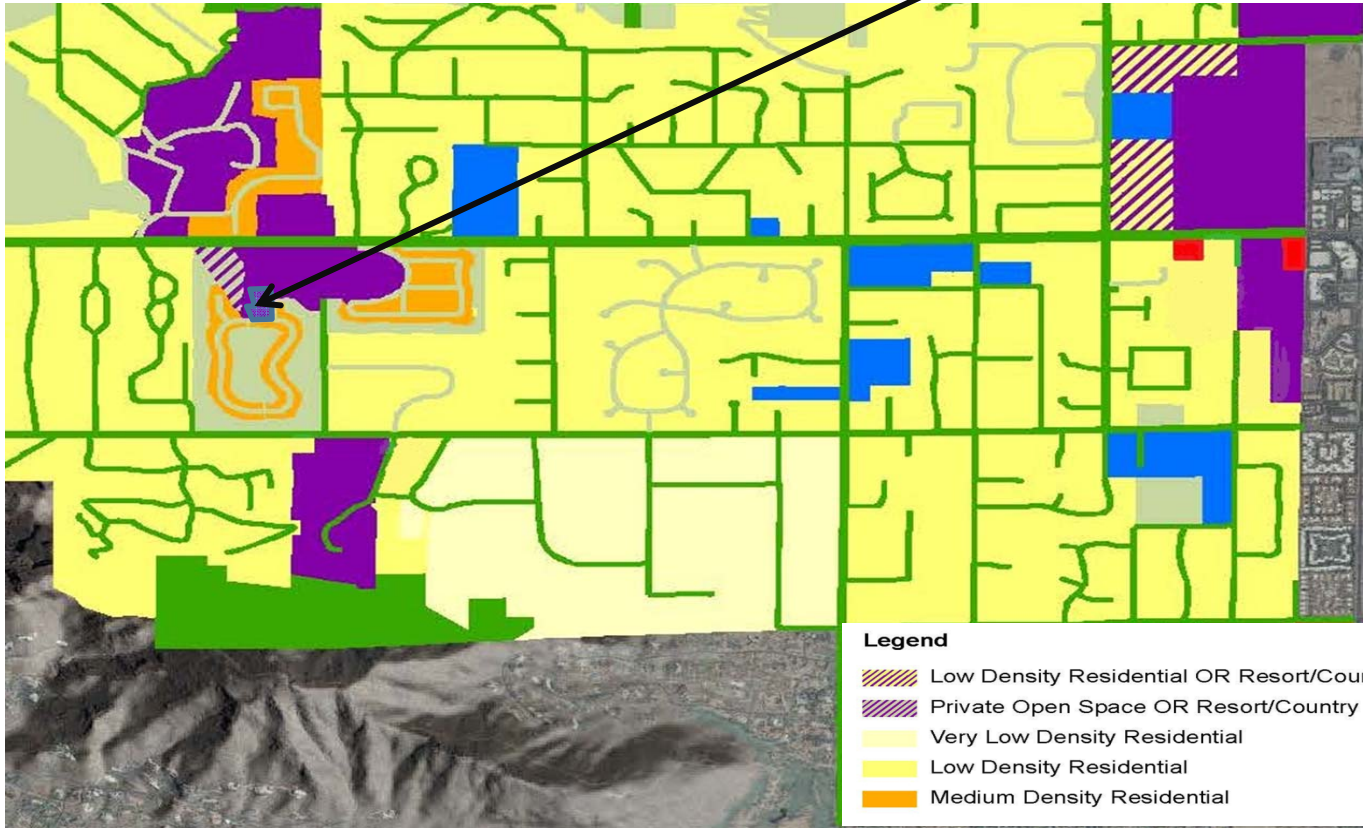 Legend
Low Density Residential OR Resort/Cou
Private Open Space OR Resort/Country
Very Low Density Residential
Low Density Residential
Medium Density Residential